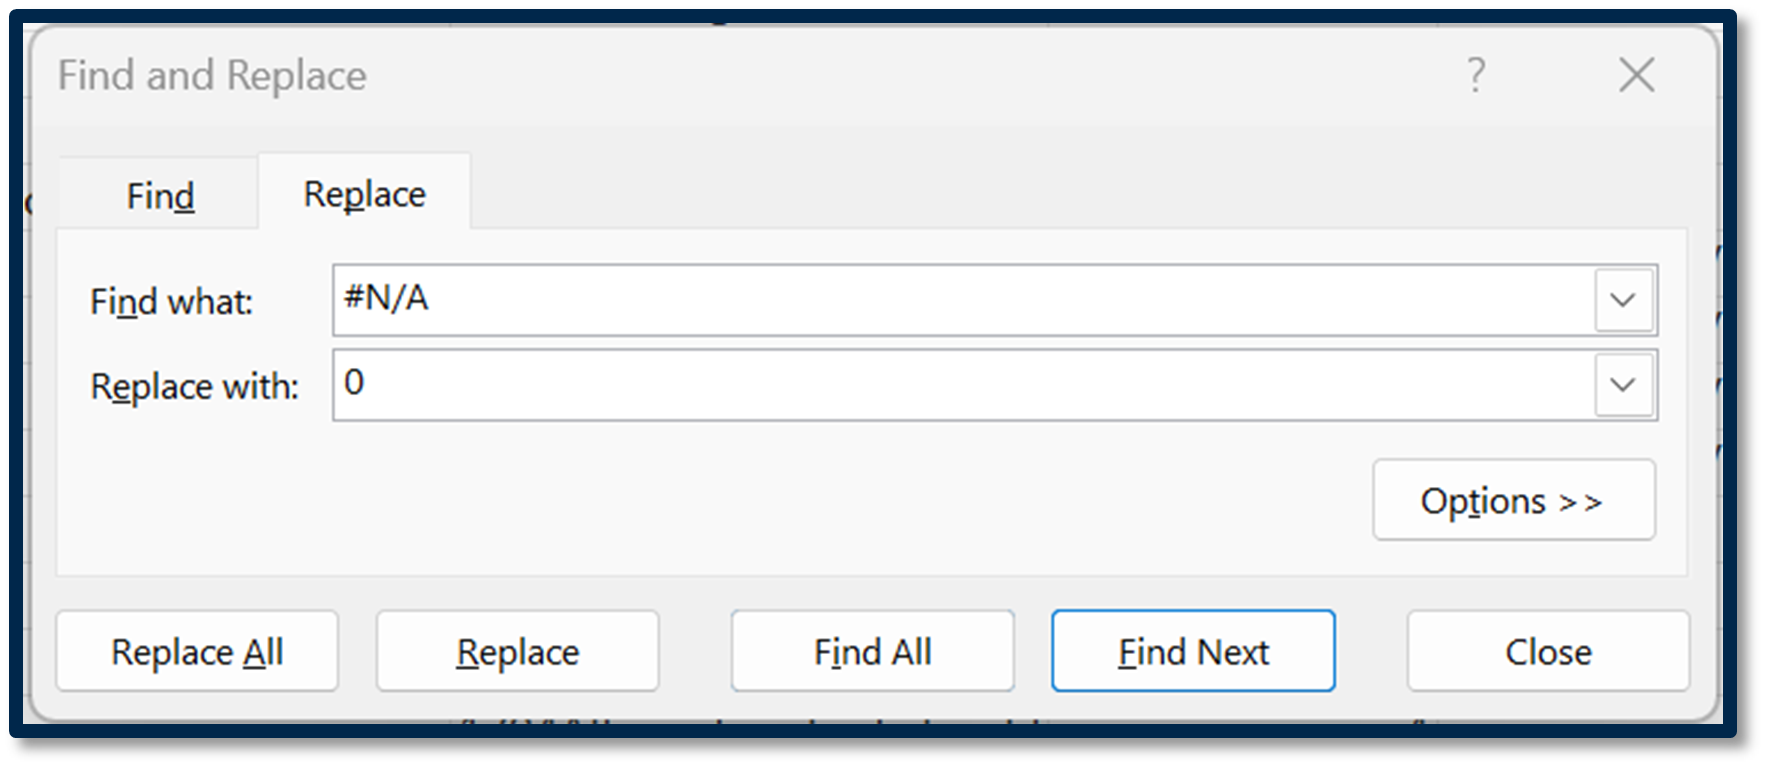 Find and Replace ?
Find Replace
Find what: #N/A
Replace with: 0
Options >>
Replace All Replace Find All Find Next Close